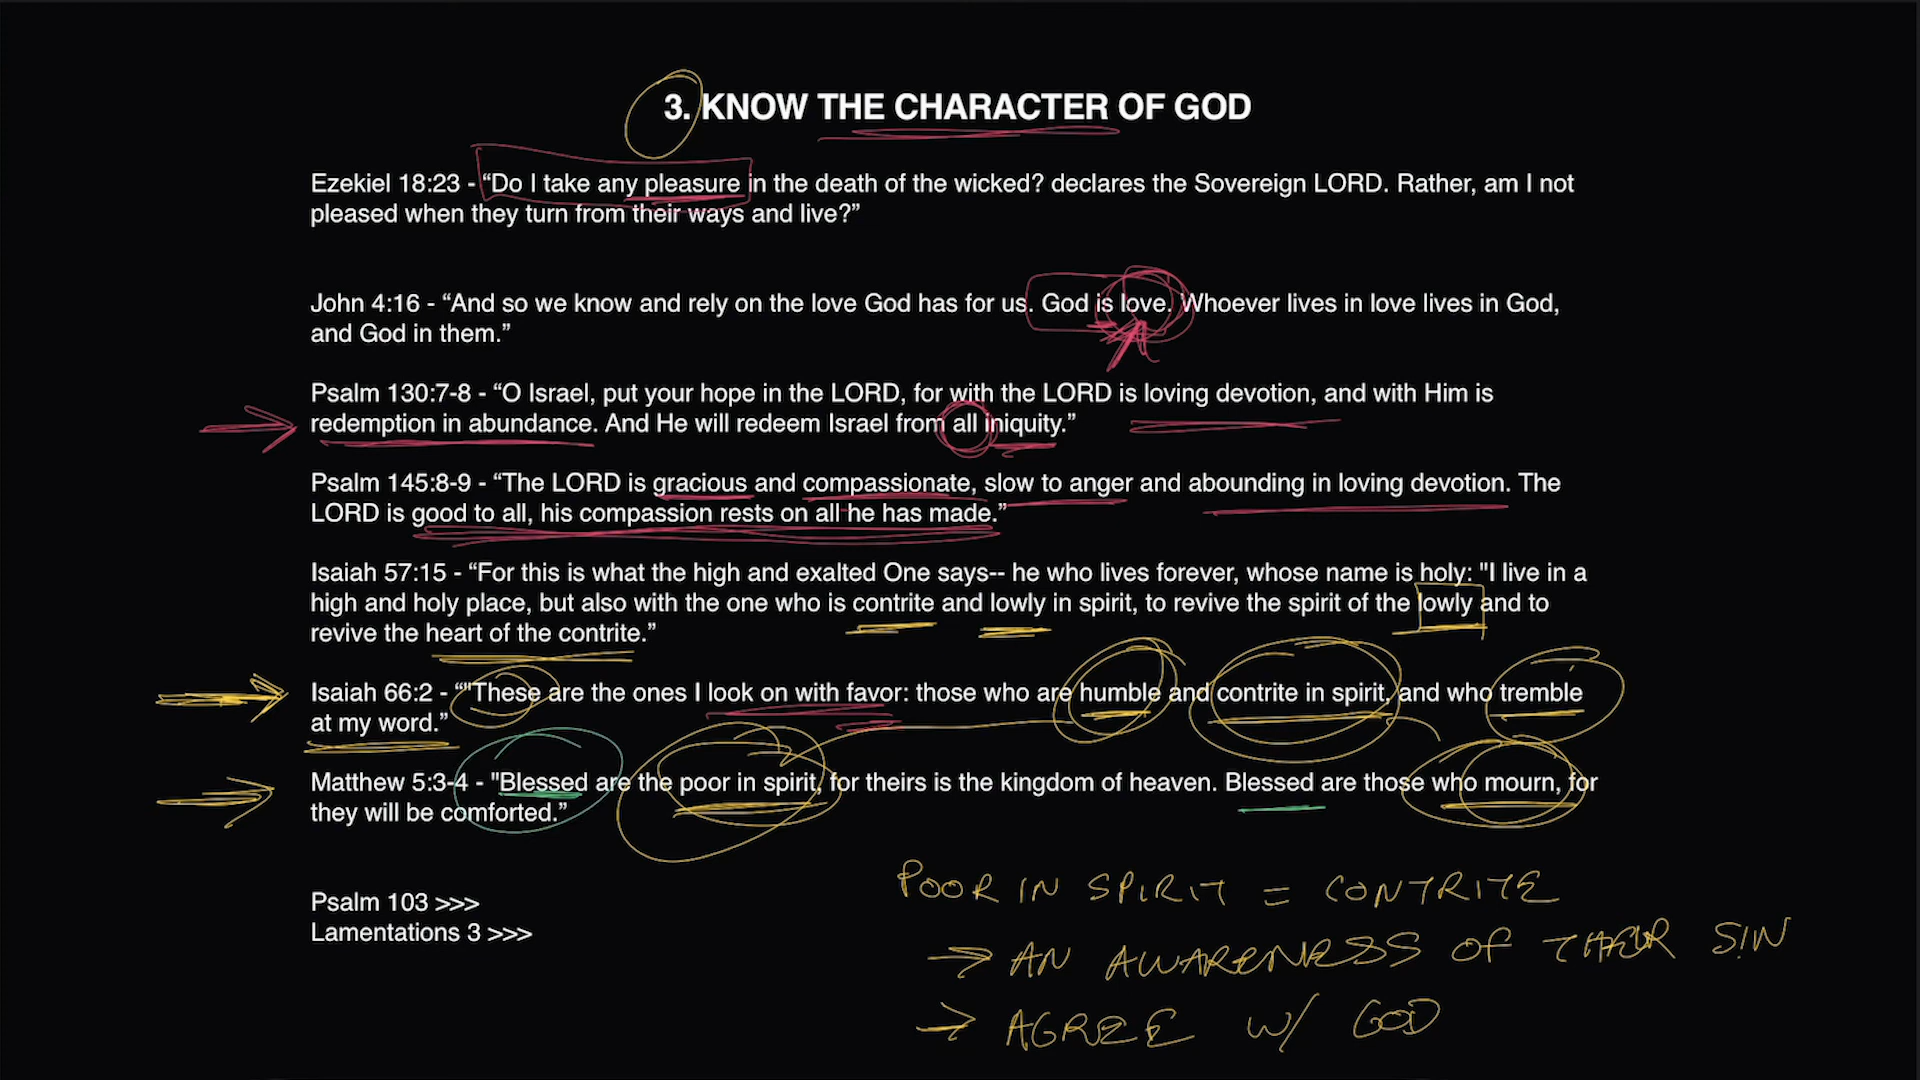 3. KNOW THE CHARACTER OF GOD
Ezekiel 18:23 - “Do I take any pleasure in the death of the wicked? declares the Sovereign LORD. Rather, am I not
pleased when they turn from their ways and live?”
John 4:16 - “And so we know and rely on the love God has for us. God is love. Whoever lives in love lives in God,
and God in them.”
Psalm 130:7-8 - “O Israel, put your hope in the LORD, for with the LORD is loving devotion, and with Him is
redemption in abundance. And He will redeem Israel from all iniquity.”
Psalm 145:8-9 - “The LORD is gracious and compassionate, slow to anger and abounding in loving devotion. The
LORD is good to all, his compassion rests on all he has made.”
Isaiah 57:15 - “For this is what the high and exalted One says-- he who lives forever, whose name is holy: "I live in a
high and holy place, but also with the one who is contrite and lowly in spirit, to revive the spirit of the lowly and to
revive the heart of the contrite.”
Isaiah 66:2 - “"These are the ones I look on with favor: those who are humble and contrite in spirit, and who tremble
at my word.”
Matthew 5:3-4 - "Blessed are the poor in spirit, for theirs is the kingdom of heaven. Blessed are those who mourn, for
they will be comforted.”
Psalm 103 >>>
Lamentations 3 >>>
POOR IN SPIRIT = CONTRITE
→ AN AWARENESS OF THEIR SIN
→ AGREE W/ GOD